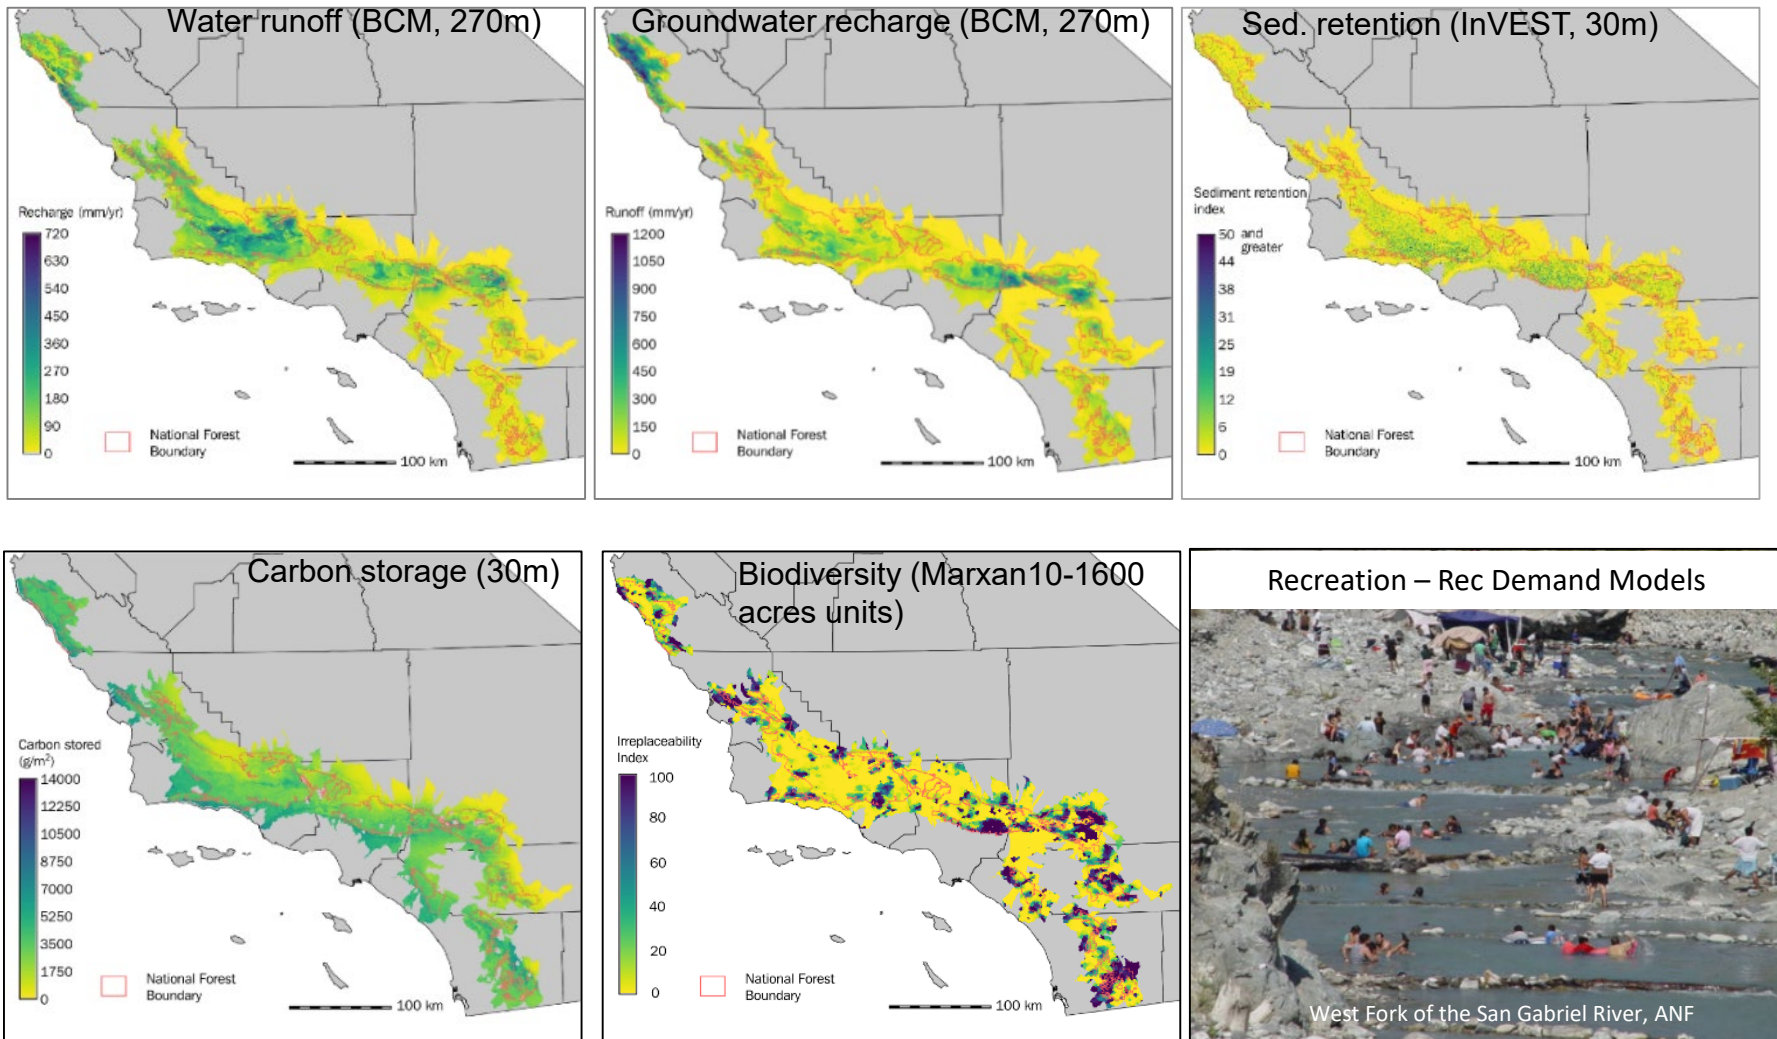 Water runoff (BCM, 270m)
Recharge (mm/yr)
720
630
540
450
360
270
180
90
0
National Forest
Boundary
100 km
Groundwater recharge (BCM, 270m)
Runoff (mm/yr)
1200
1050
900
750
600
450
300
150
0
National Forest
Boundary
100 km
Sed. retention (InVEST, 30m)
Sediment retention
index
50 and
greater
44
38
31
25
19
12
6
0
National Forest
Boundary
100 km
Carbon storage (30m)
Carbon stored
(g/m²)
14000
12250
10500
8750
7000
5250
3500
1750
0
National Forest
Boundary
100 km
Biodiversity (Marxan10-1600
acres units)
Irreplaceability
Index
100
80
60
40
20
0
National Forest
Boundary
100 km
Recreation – Rec Demand Models
West Fork of the San Gabriel River, ANF